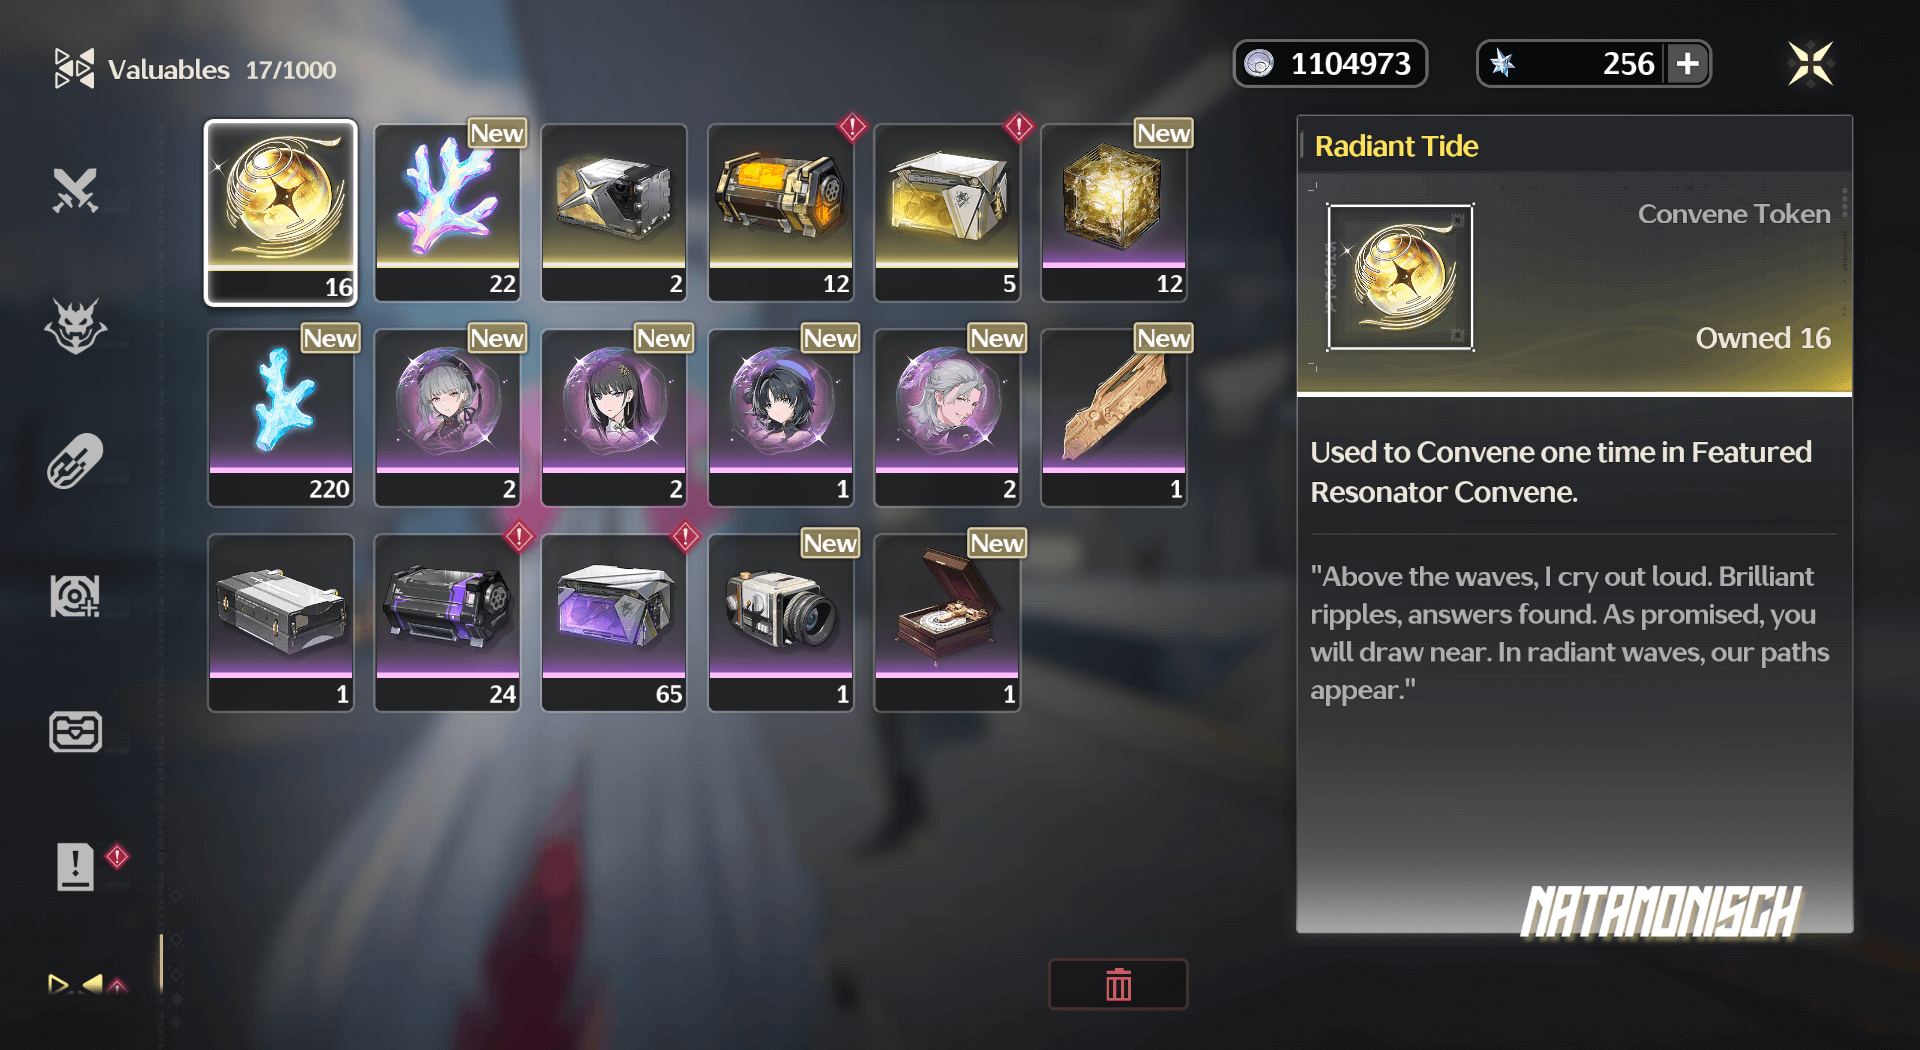 Valuables 17/1000
1104973
256
16
New
22
2
12
5
New
12
New
220
New
2
New
2
New
1
New
2
New
1
1
24
65
New
1
New
1
Radiant Tide
Convene Token
Owned 16
Used to Convene one time in Featured
Resonator Convene.
"Above the waves, I cry out loud. Brilliant
ripples, answers found. As promised, you
will draw near. In radiant waves, our paths
appear."
NATAMONISCH